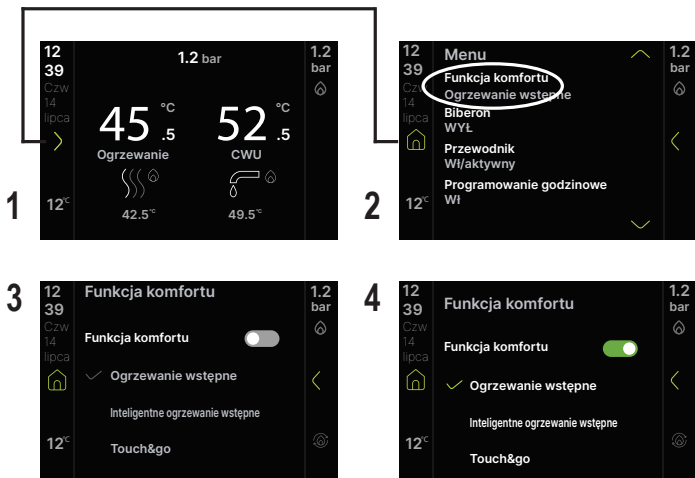 1
12
39
Czw
14
lipca
12°C
1.2 bar
45.5 °C
Ogrzewanie
42.5°C
52.5 °C
CWU
49.5°C
1.2
bar
2
12
39
Czw
14
lipca
12°C
Menu
Funkcja komfortu
Ogrzewanie wstępne
Biberon
WYŁ
Przewodnik
Wł/aktywny
Programowanie godzinowe
Wł
1.2
bar
3
12
39
Czw
14
lipca
12°C
Funkcja komfortu
Funkcja komfortu
Ogrzewanie wstępne
Inteligentne ogrzewanie wstępne
Touch&go
1.2
bar
4
12
39
Czw
14
lipca
12°C
Funkcja komfortu
Funkcja komfortu
Ogrzewanie wstępne
Inteligentne ogrzewanie wstępne
Touch&go
1.2
bar